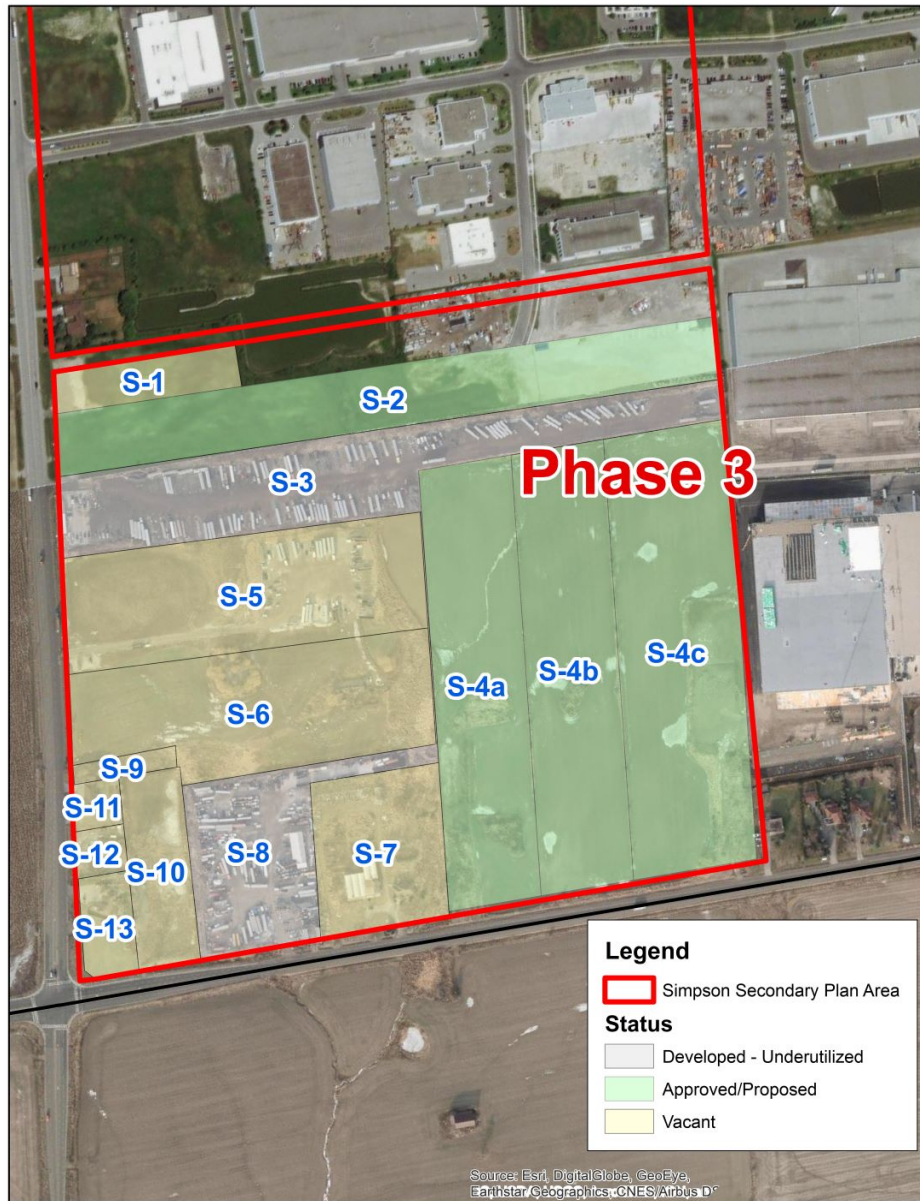 S-1
S-2
Phase 3
S-3
S-5
S-4a
S-4b
S-4c
S-6
S-9
S-11
S-12
S-10
S-8
S-7
S-13
Legend
Simpson Secondary Plan Area
Status
Developed - Underutilized
Approved/Proposed
Vacant
Source: Esri, DigitalGlobe, GeoEye,
Earthstar Geographics, CNES/Airbus